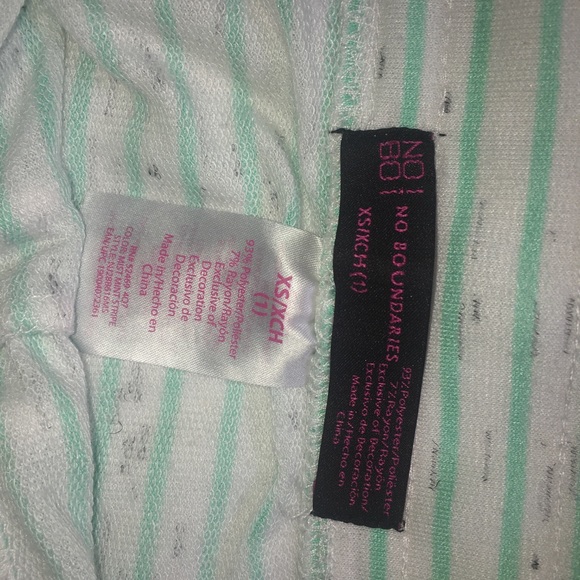 NO
BO
NO BOUNDARIES
XS/XCH (1)
93%Polyester/Poliéster
7%Rayon/Rayón
Exclusive of Decoration/
Exclusivo de Decoración
Made in/Hecho en
China
XS/XCH
(1)
93%Polyester/Poliéster
7%Rayon/Rayón
Exclusive of
Decoration/
Exclusivo de
Decoración
Made in/Hecho en
China